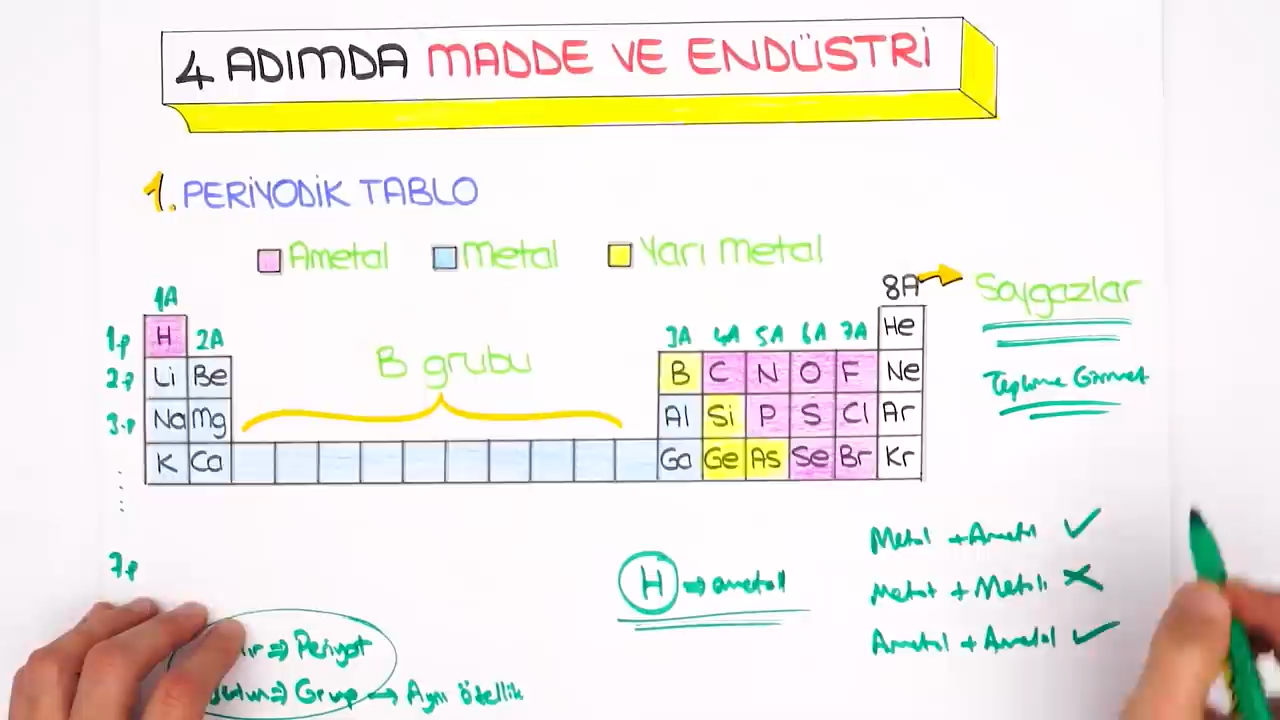 4 ADIMDA MADDE VE ENDÜSTRİ
1. PERİYODİK TABLO
Ametal Metal Yarı metal
1A 8A Soygazlar
1.p H 2A B grubu 3A 4A 5A 6A 7A He
2.p Li Be B C N O F Ne
3.p Na Mg Al Si P S Cl Ar
K Ca Ga Ge As Se Br Kr
7.p
Metal + Ametal ✓
H → ametal
Metal + Metal ✗
Ametal + Ametal ✓
⇒ Periyot
⇒ Grup → Aynı özellik